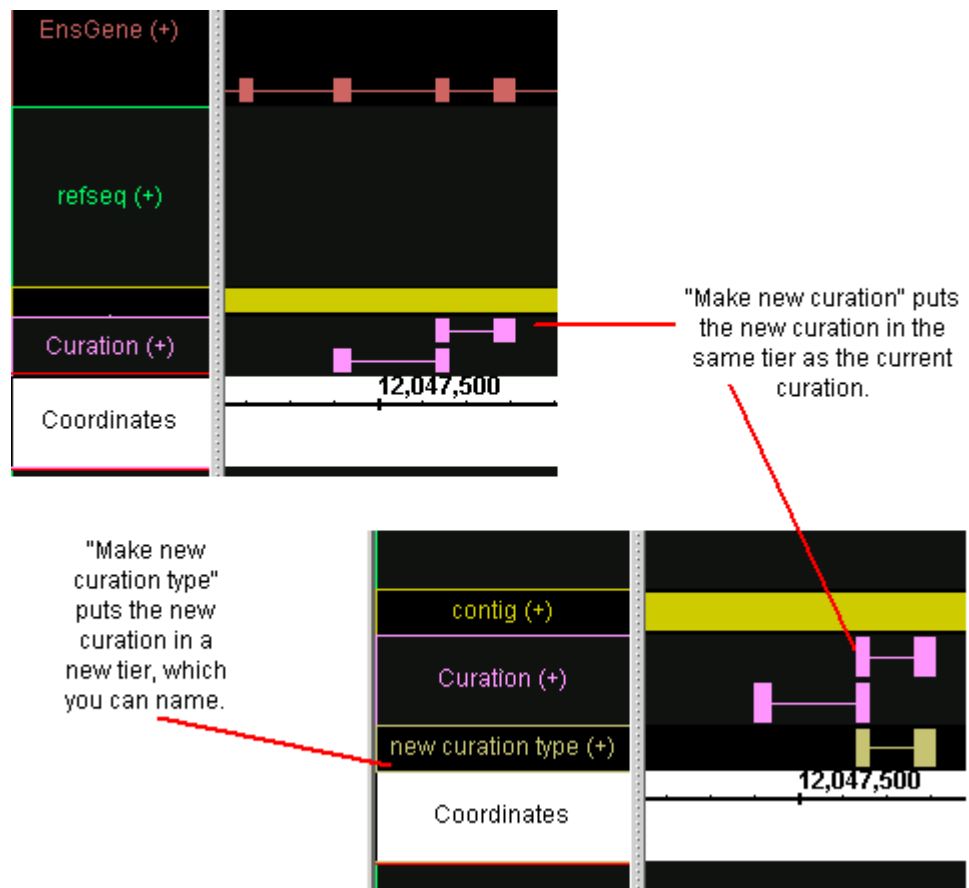 EnsGene (+)
refseq (+)
Curation (+)
12,047,500
Coordinates
"Make new curation" puts
the new curation in the
same tier as the current
curation.
"Make new
curation type"
puts the new
curation in a
new tier, which
you can name.
contig (+)
Curation (+)
new curation type (+)
12,047,500
Coordinates